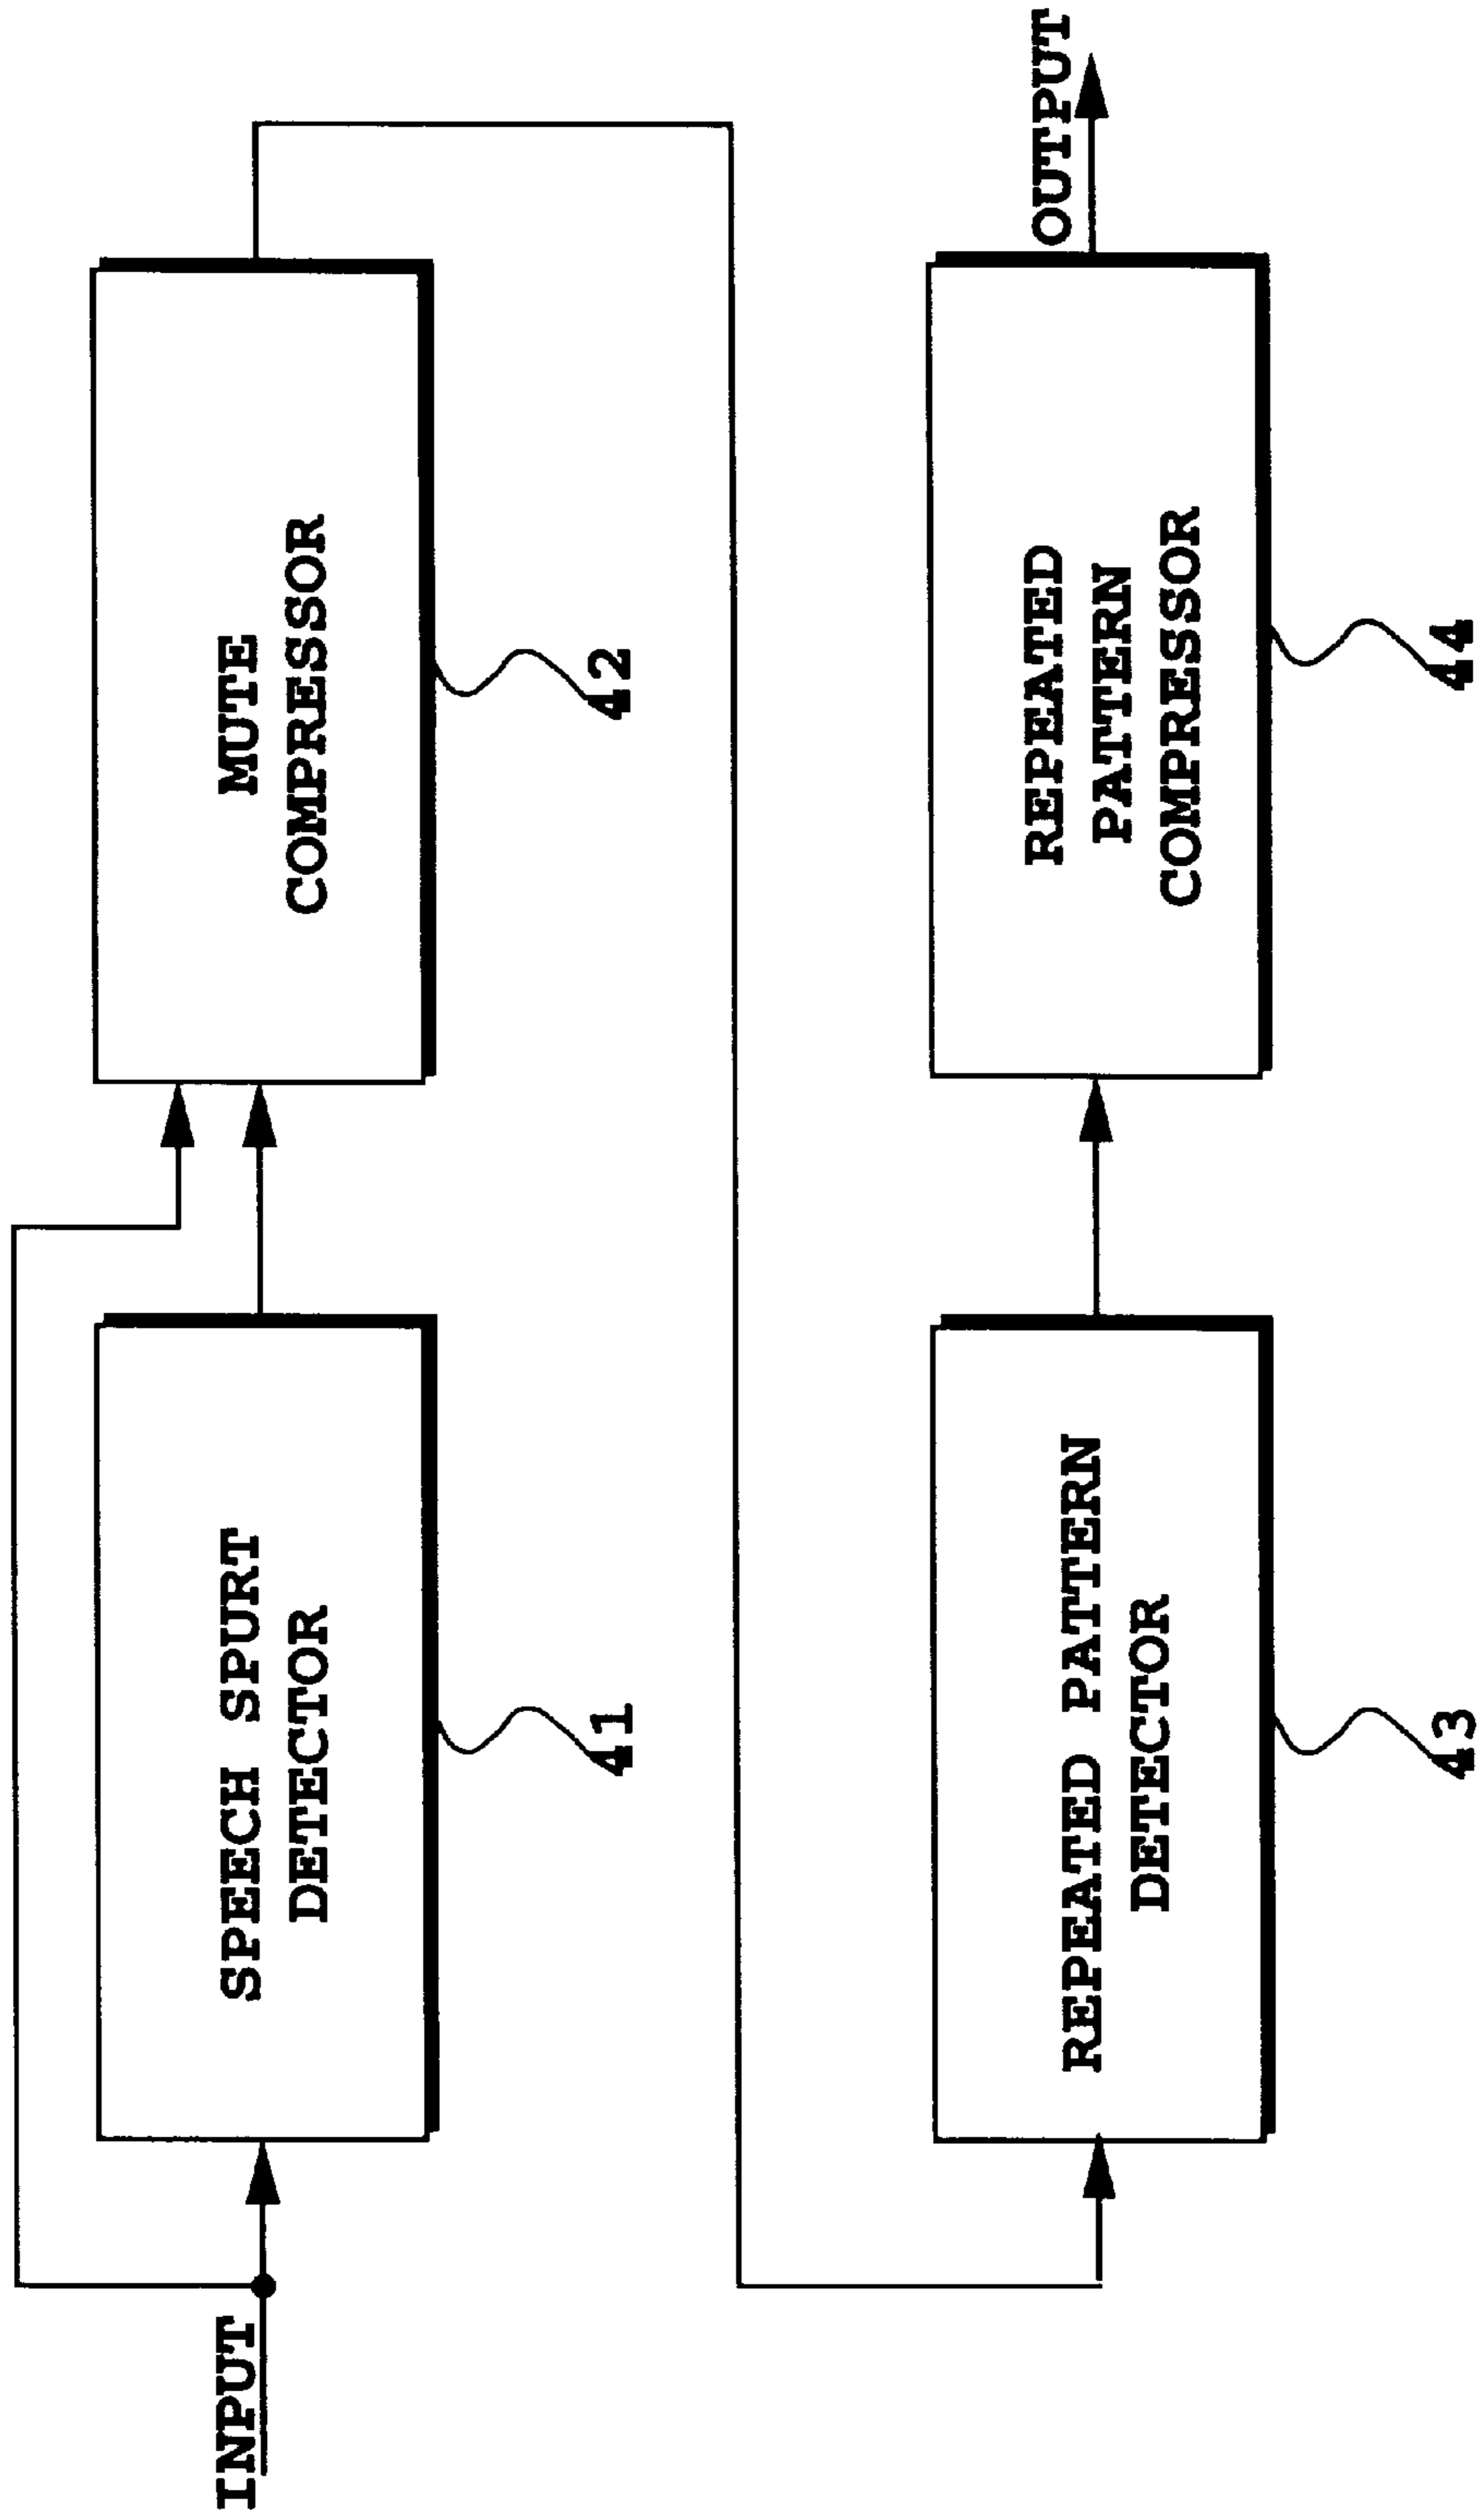 INPUT
SPEECH SPURT
DETECTOR
41
MUTE
COMPRESSOR
42
REPEATED PATTERN
DETECTOR
43
REPEATED
PATTERN
COMPRESSOR
44
OUTPUT